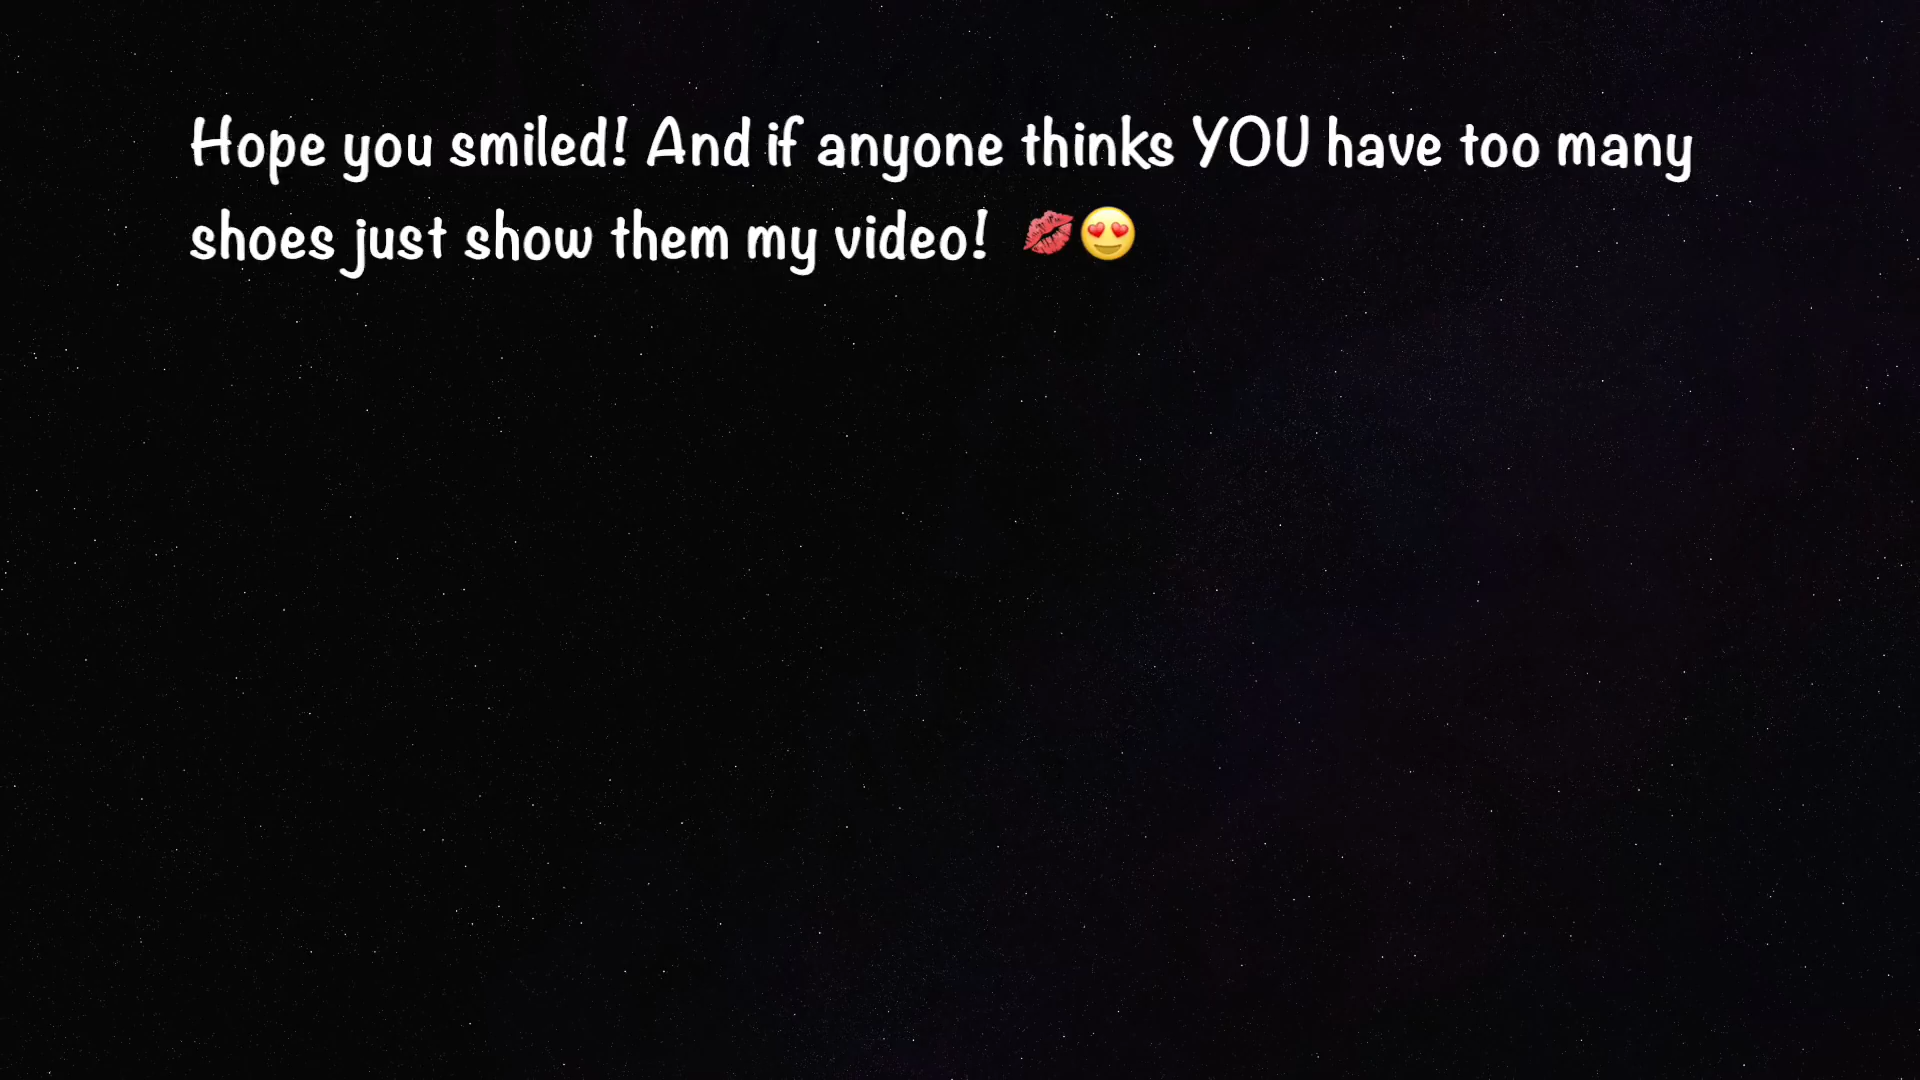 Hope you smiled! And if anyone thinks YOU have too many
shoes just show them my video! 💋😍